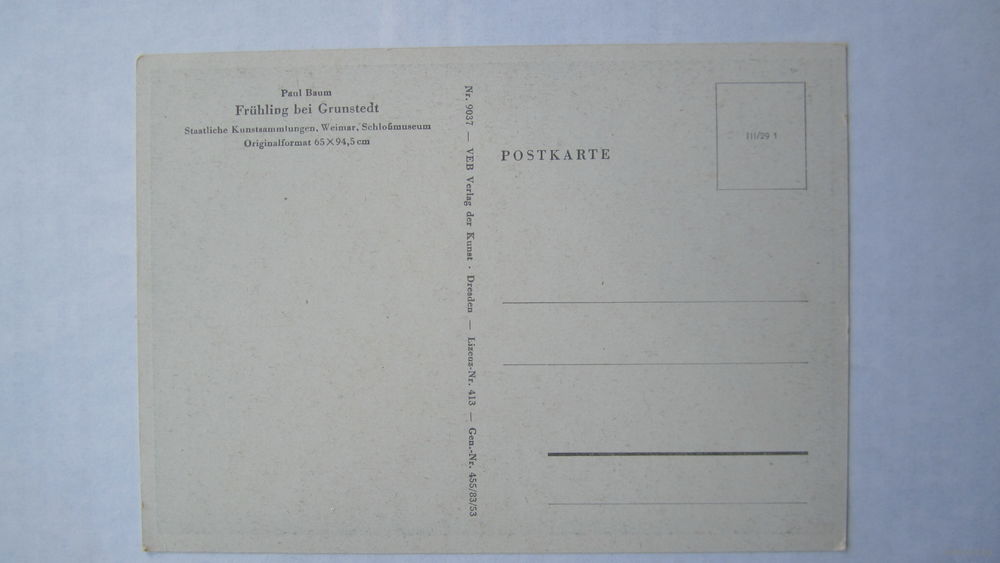 Paul Baum
Frühling bei Grunstedt
Staatliche Kunstsammlungen, Weimar, Schloßmuseum
Originalformat 65×94,5 cm
Nr. 9037 — VEB Verlag der Kunst · Dresden — Lizenz-Nr. 413 — Gen.-Nr. 455/83/53
POSTKARTE
III/29 1